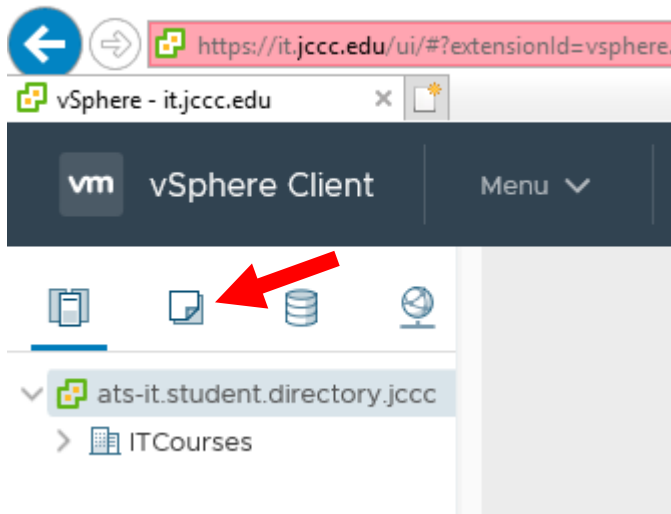 https://it.jccc.edu/ui/#?extensionId=vsphere.
vSphere - it.jccc.edu
vm vSphere Client Menu
ats-it.student.directory.jccc
ITCourses